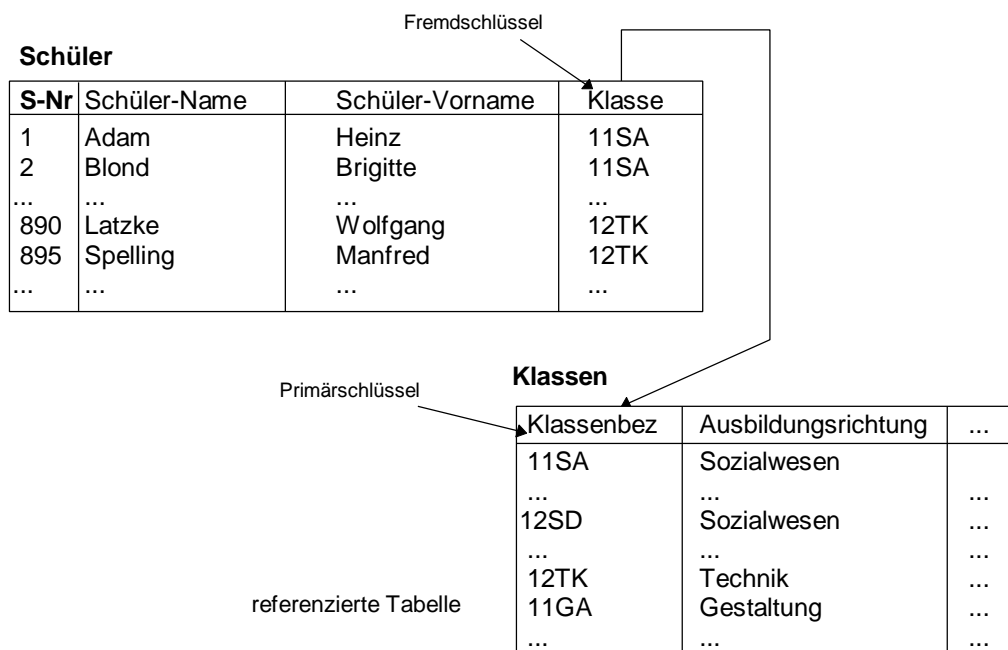 Fremdschlüssel
Schüler
S-Nr Schüler-Name Schüler-Vorname Klasse
1 Adam Heinz 11SA
2 Blond Brigitte 11SA
... ... ... ...
890 Latzke Wolfgang 12TK
895 Spelling Manfred 12TK
... ... ... ...
Klassen
Primärschlüssel
Klassenbez Ausbildungsrichtung ...
11SA Sozialwesen
... ... ...
12SD Sozialwesen ...
... ... ...
12TK Technik ...
referenzierte Tabelle 11GA Gestaltung ...
... ... ...